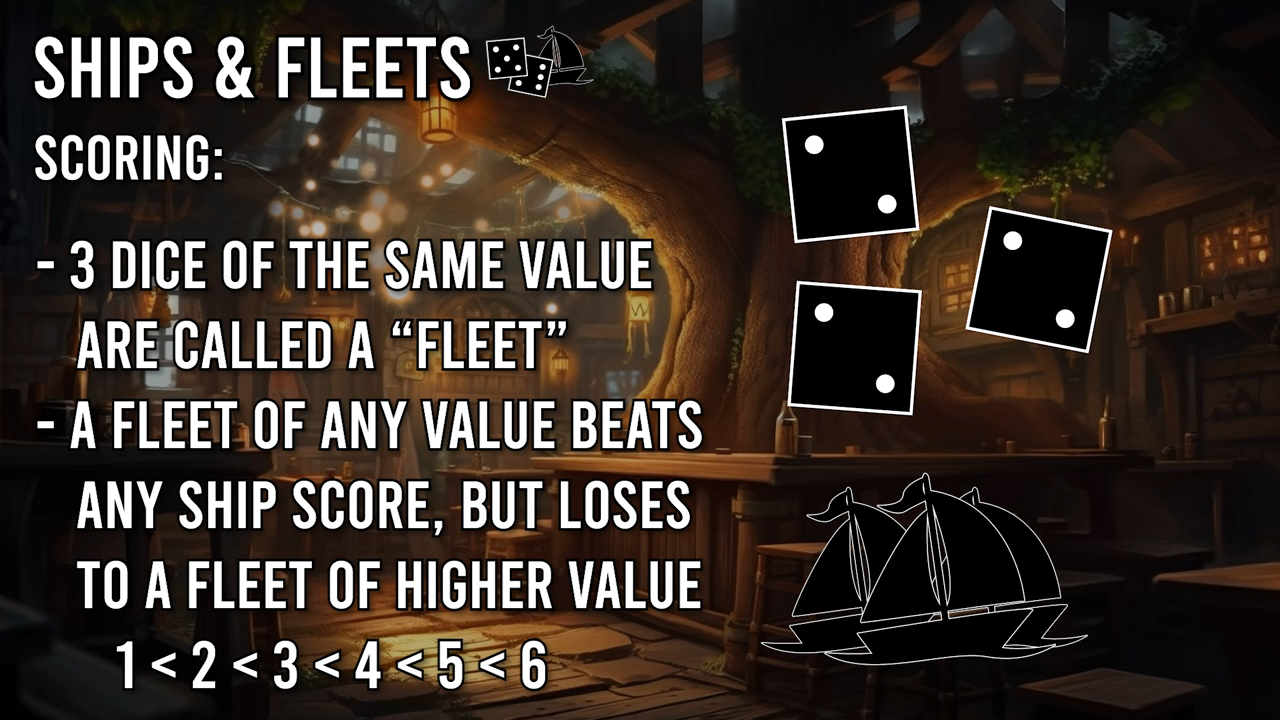 SHIPS & FLEETS
SCORING:
- 3 DICE OF THE SAME VALUE
ARE CALLED A “FLEET”
- A FLEET OF ANY VALUE BEATS
ANY SHIP SCORE, BUT LOSES
TO A FLEET OF HIGHER VALUE
1 < 2 < 3 < 4 < 5 < 6
W